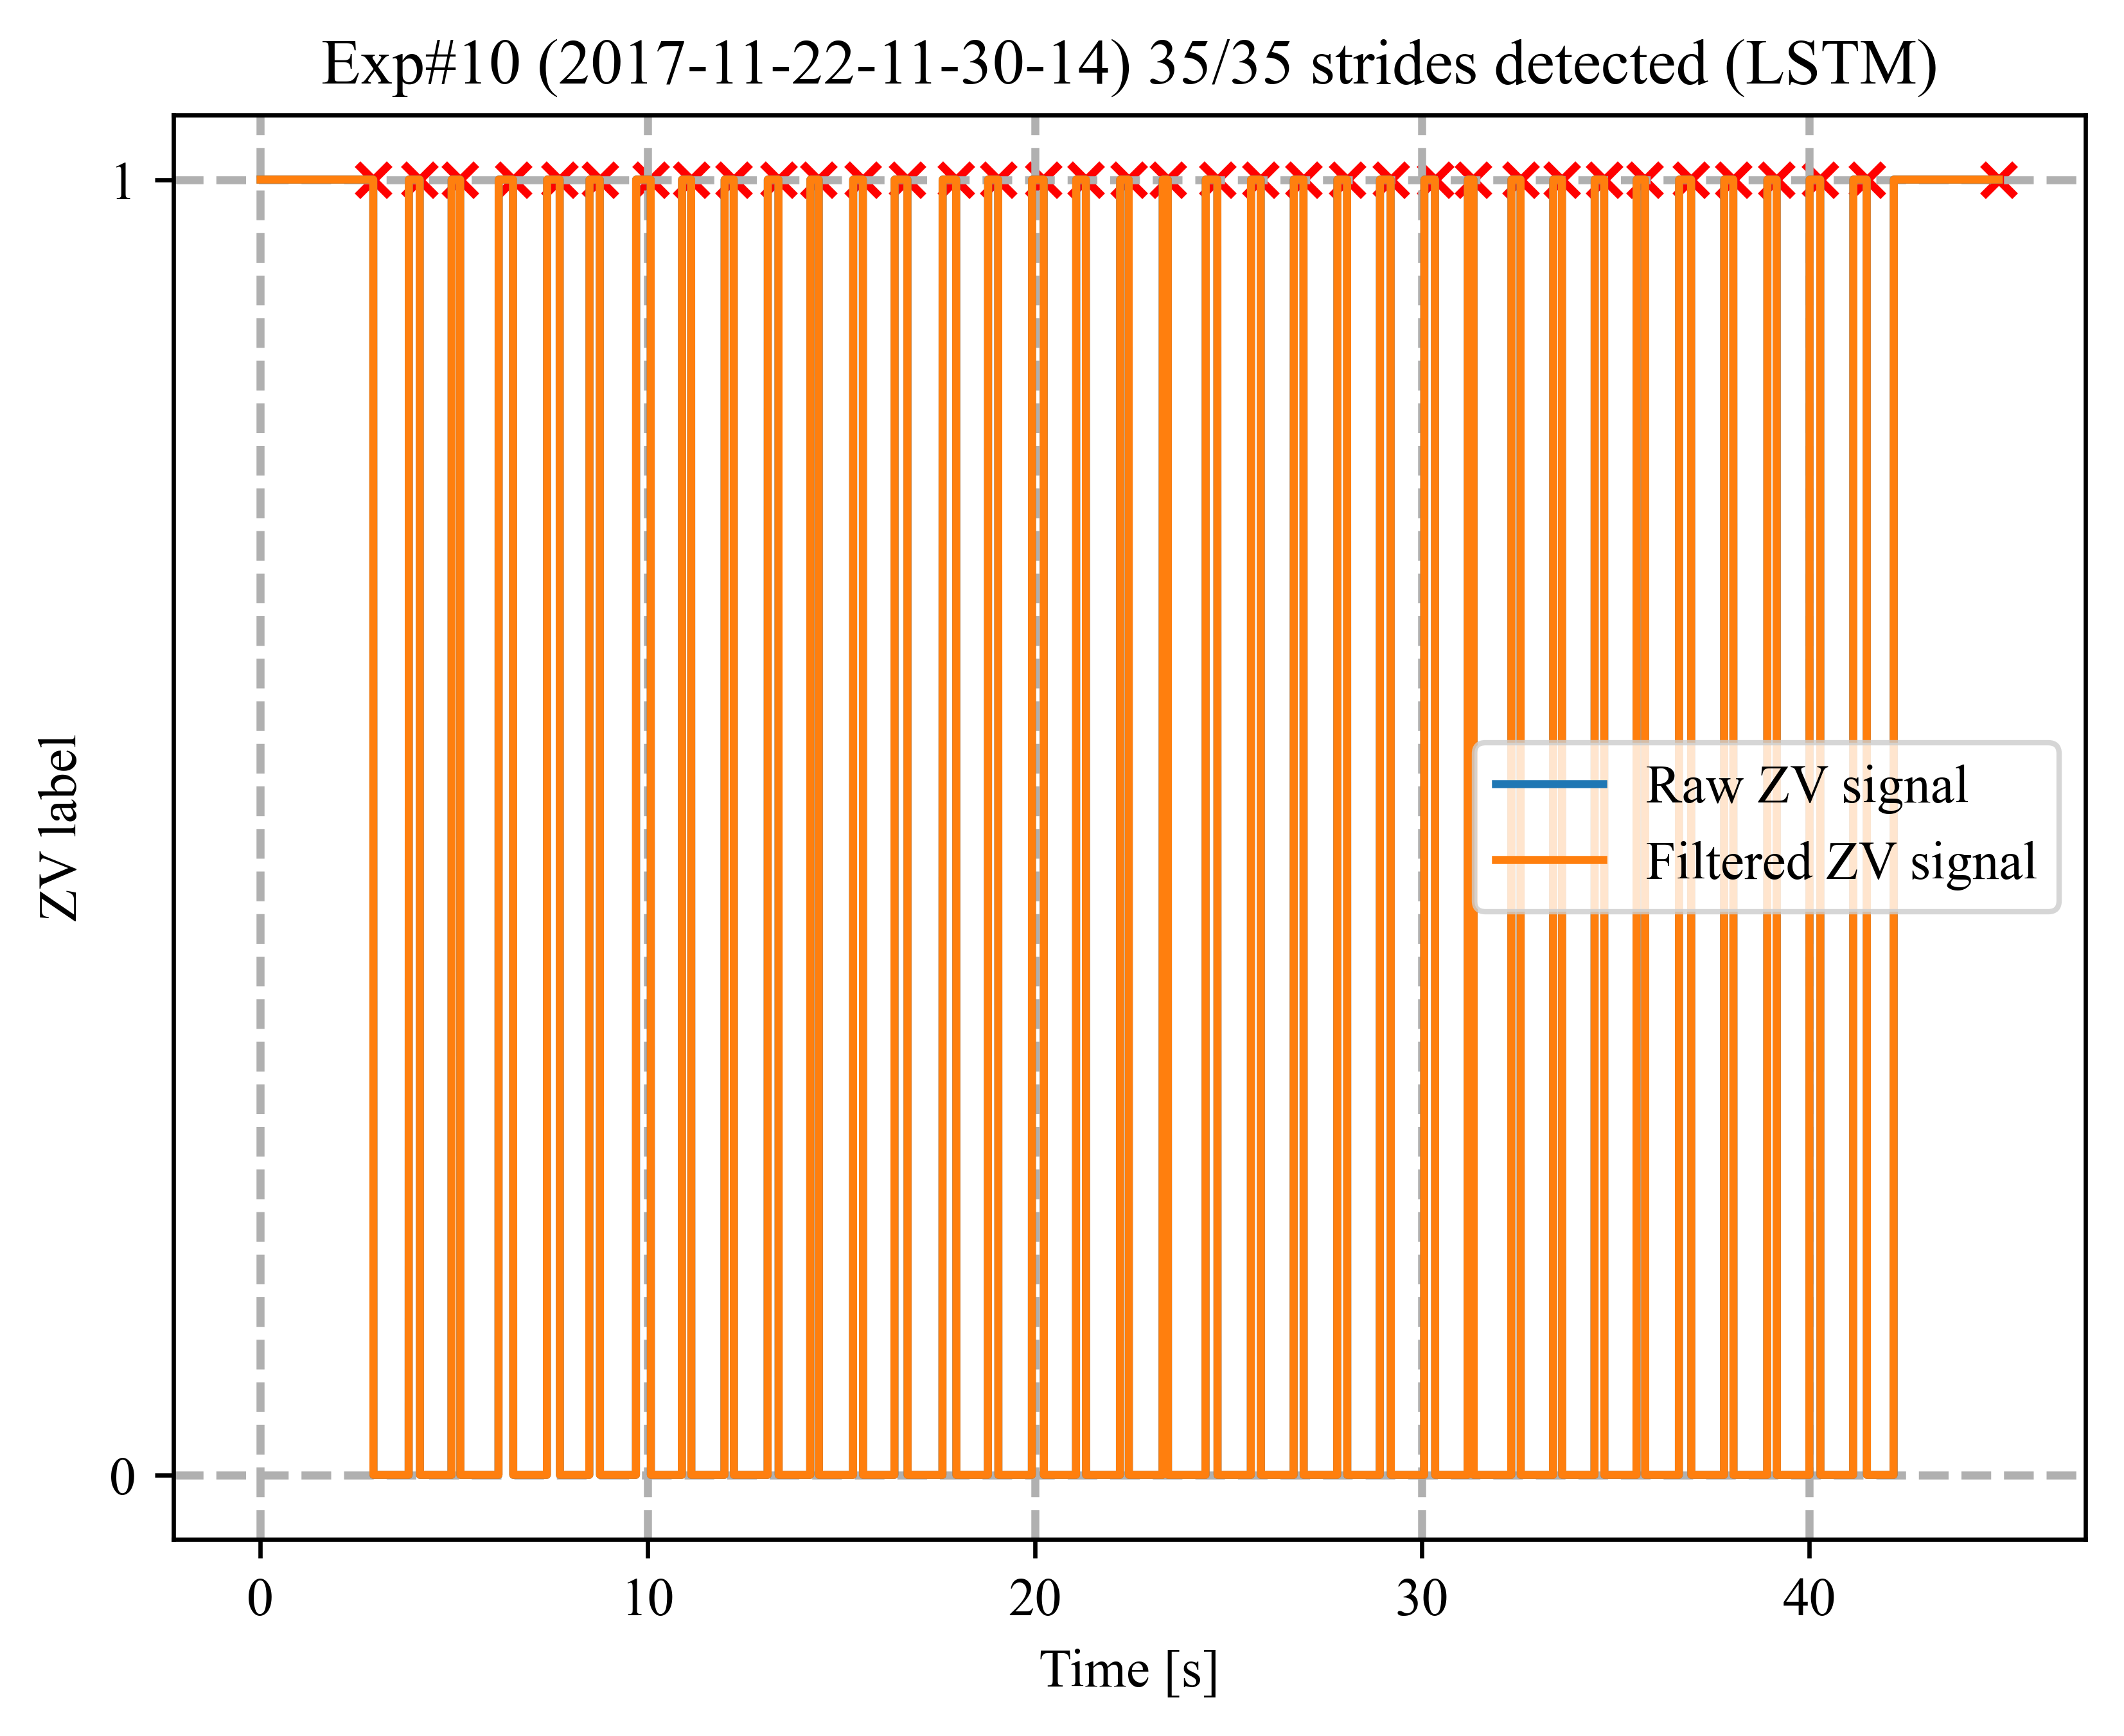 Exp#10 (2017-11-22-11-30-14) 35/35 strides detected (LSTM)
1
ZV label
Raw ZV signal
Filtered ZV signal
0
0 10 20 30 40
Time [s]